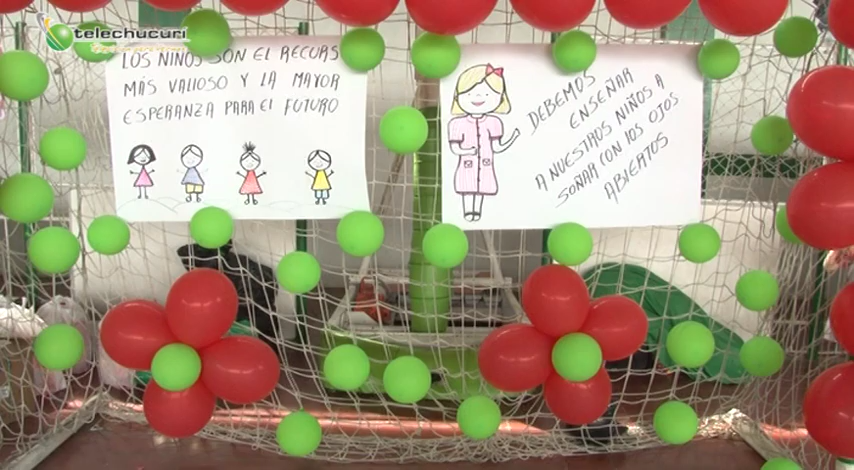 telechucuri
LOS NIÑOS SON EL RECURS
MÁS VALIOSO Y LA MAYOR
ESPERANZA PARA EL FUTURO
DEBEMOS
ENSEÑAR
A NUESTROS NIÑOS A
SOÑAR CON LOS OJOS
ABIERTOS